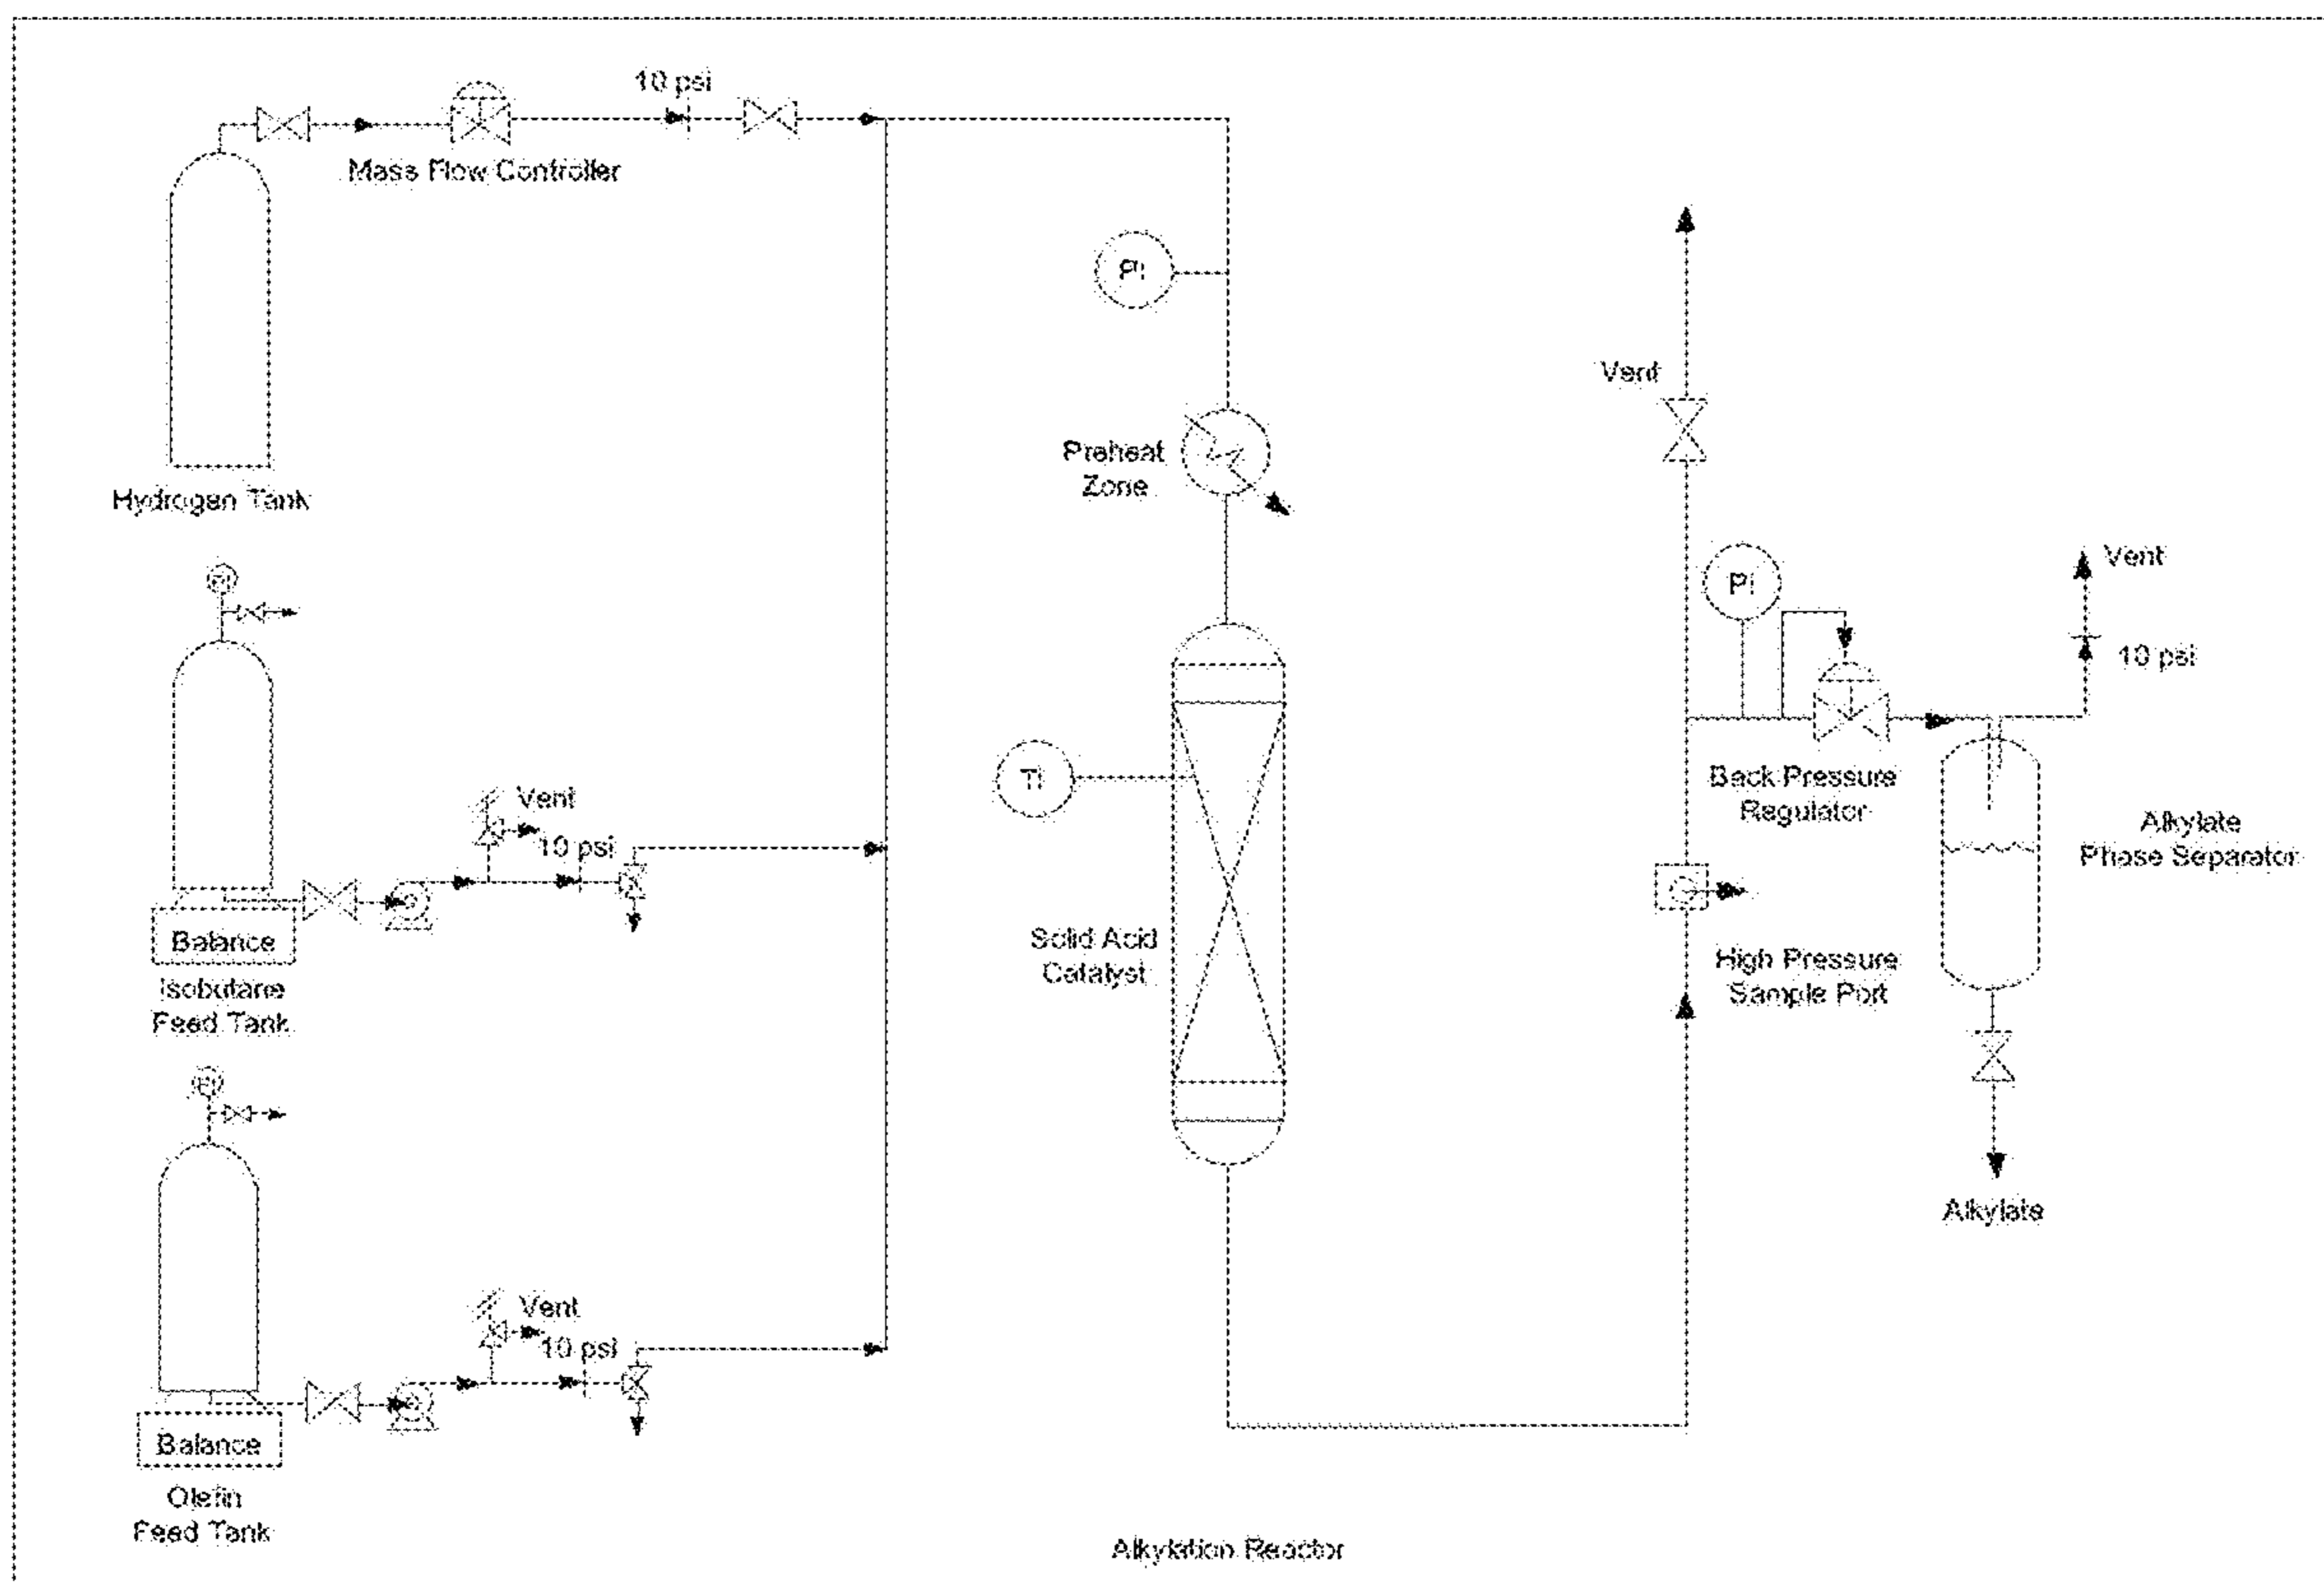 10 psi
Mass Flow Controller
PI
Vent
Preheat
Zone
Hydrogen Tank
PI
PI
Vent
10 psi
TI
Back Pressure
Regulator
Vent
10 psi
Alkylate
Phase Separator
Balance
Isobutane
Feed Tank
Solid Acid
Catalyst
High Pressure
Sample Port
PI
Alkylate
Vent
10 psi
Balance
Olefin
Feed Tank
Alkylation Reactor